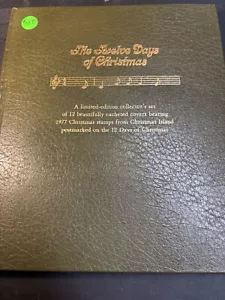 The Twelve Days
of Christmas
A limited-edition collector's set
of 12 beautifully cacheted covers bearing
1977 Christmas stamps from Christmas Island
postmarked on the 12 Days of Christmas